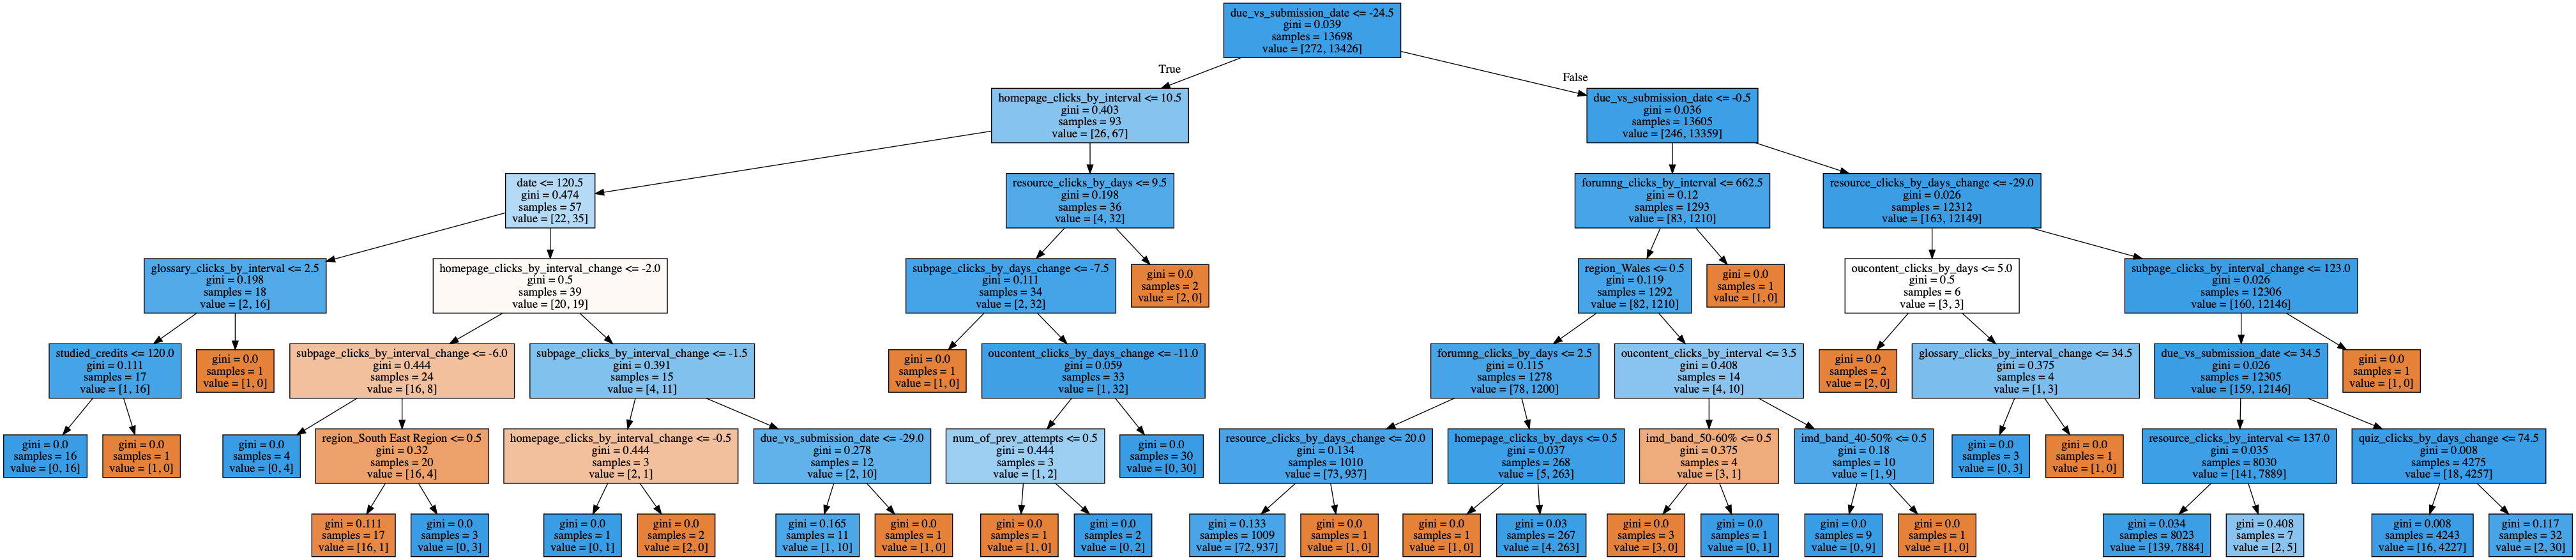 due_vs_submission_date <= -24.5
gini = 0.039
samples = 13698
value = [272, 13426]
True
False
homepage_clicks_by_interval <= 10.5
gini = 0.403
samples = 93
value = [26, 67]
due_vs_submission_date <= -0.5
gini = 0.036
samples = 13605
value = [246, 13359]
date <= 120.5
gini = 0.474
samples = 57
value = [22, 35]
resource_clicks_by_days <= 9.5
gini = 0.198
samples = 36
value = [4, 32]
forumng_clicks_by_interval <= 662.5
gini = 0.12
samples = 1293
value = [83, 1210]
resource_clicks_by_days_change <= -29.0
gini = 0.026
samples = 12312
value = [163, 12149]
glossary_clicks_by_interval <= 2.5
gini = 0.198
samples = 18
value = [2, 16]
homepage_clicks_by_interval_change <= -2.0
gini = 0.5
samples = 39
value = [20, 19]
subpage_clicks_by_days_change <= -7.5
gini = 0.111
samples = 34
value = [2, 32]
gini = 0.0
samples = 2
value = [2, 0]
region_Wales <= 0.5
gini = 0.119
samples = 1292
value = [82, 1210]
gini = 0.0
samples = 1
value = [1, 0]
oucontent_clicks_by_days <= 5.0
gini = 0.5
samples = 6
value = [3, 3]
subpage_clicks_by_interval_change <= 123.0
gini = 0.026
samples = 12306
value = [160, 12146]
studied_credits <= 120.0
gini = 0.111
samples = 17
value = [1, 16]
gini = 0.0
samples = 1
value = [1, 0]
subpage_clicks_by_interval_change <= -6.0
gini = 0.444
samples = 24
value = [16, 8]
subpage_clicks_by_interval_change <= -1.5
gini = 0.391
samples = 15
value = [4, 11]
gini = 0.0
samples = 1
value = [1, 0]
oucontent_clicks_by_days_change <= -11.0
gini = 0.059
samples = 33
value = [1, 32]
forumng_clicks_by_days <= 2.5
gini = 0.115
samples = 1278
value = [78, 1200]
oucontent_clicks_by_interval <= 3.5
gini = 0.408
samples = 14
value = [4, 10]
gini = 0.0
samples = 2
value = [2, 0]
glossary_clicks_by_interval_change <= 34.5
gini = 0.375
samples = 4
value = [1, 3]
due_vs_submission_date <= 34.5
gini = 0.026
samples = 12305
value = [159, 12146]
gini = 0.0
samples = 1
value = [1, 0]
gini = 0.0
samples = 16
value = [0, 16]
gini = 0.0
samples = 1
value = [1, 0]
gini = 0.0
samples = 4
value = [0, 4]
region_South East Region <= 0.5
gini = 0.32
samples = 20
value = [16, 4]
homepage_clicks_by_interval_change <= -0.5
gini = 0.444
samples = 3
value = [2, 1]
due_vs_submission_date <= -29.0
gini = 0.278
samples = 12
value = [2, 10]
num_of_prev_attempts <= 0.5
gini = 0.444
samples = 3
value = [1, 2]
gini = 0.0
samples = 30
value = [0, 30]
resource_clicks_by_days_change <= 20.0
gini = 0.134
samples = 1010
value = [73, 937]
homepage_clicks_by_days <= 0.5
gini = 0.037
samples = 268
value = [5, 263]
imd_band_50-60% <= 0.5
gini = 0.375
samples = 4
value = [3, 1]
imd_band_40-50% <= 0.5
gini = 0.18
samples = 10
value = [1, 9]
gini = 0.0
samples = 3
value = [0, 3]
gini = 0.0
samples = 1
value = [1, 0]
resource_clicks_by_interval <= 137.0
gini = 0.035
samples = 8030
value = [141, 7889]
quiz_clicks_by_days_change <= 74.5
gini = 0.008
samples = 4275
value = [18, 4257]
gini = 0.111
samples = 17
value = [16, 1]
gini = 0.0
samples = 3
value = [0, 3]
gini = 0.0
samples = 1
value = [0, 1]
gini = 0.0
samples = 2
value = [2, 0]
gini = 0.165
samples = 11
value = [1, 10]
gini = 0.0
samples = 1
value = [1, 0]
gini = 0.0
samples = 1
value = [1, 0]
gini = 0.0
samples = 2
value = [0, 2]
gini = 0.133
samples = 1009
value = [72, 937]
gini = 0.0
samples = 1
value = [1, 0]
gini = 0.0
samples = 1
value = [1, 0]
gini = 0.03
samples = 267
value = [4, 263]
gini = 0.0
samples = 3
value = [3, 0]
gini = 0.0
samples = 1
value = [0, 1]
gini = 0.0
samples = 9
value = [0, 9]
gini = 0.0
samples = 1
value = [1, 0]
gini = 0.034
samples = 8023
value = [139, 7884]
gini = 0.408
samples = 7
value = [2, 5]
gini = 0.008
samples = 4243
value = [16, 4227]
gini = 0.117
samples = 32
value = [2, 30]